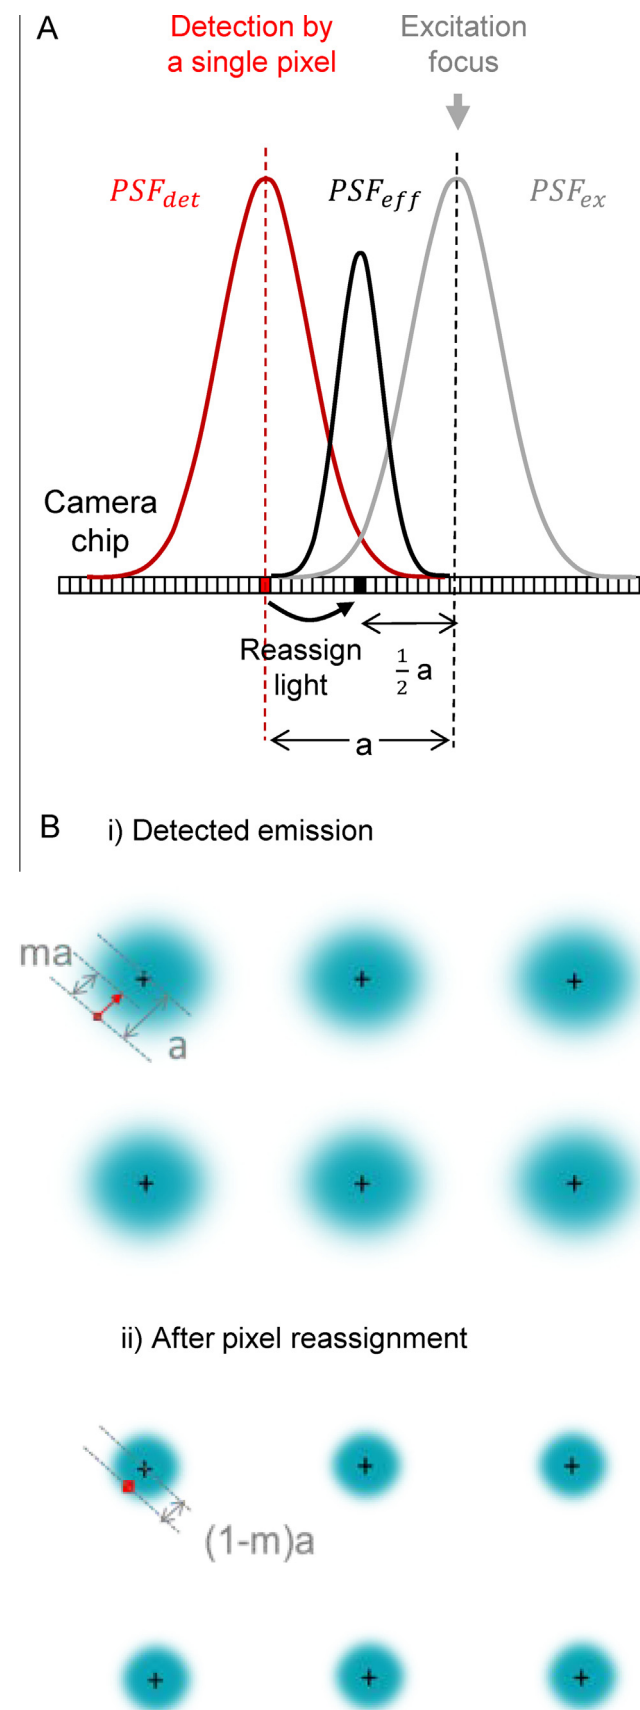 A
Detection by
a single pixel
Excitation
focus
PSF_det
PSF_eff
PSF_ex
Camera
chip
Reassign
light
1/2 a
a
B
i) Detected emission
ma
a
ii) After pixel reassignment
(1-m)a